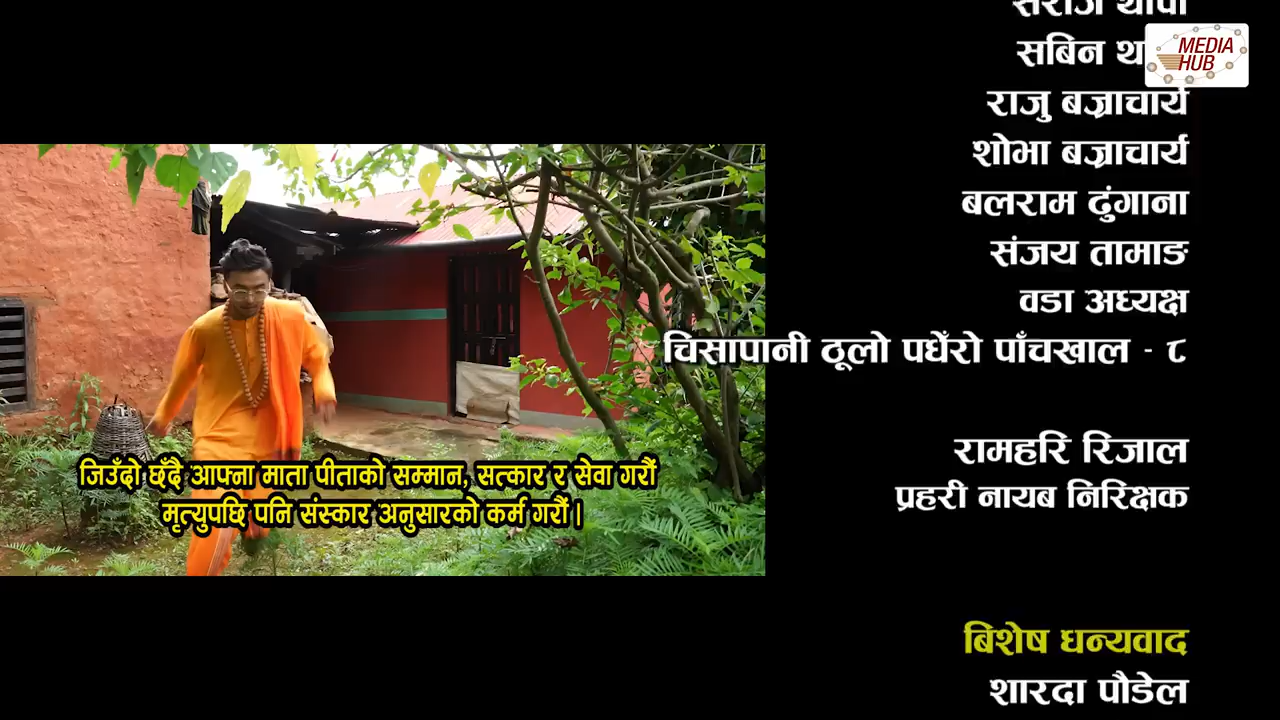 सरोज थापा
सबिन
MEDIA
HUB
राजु बज्राचार्य
शोभा बज्राचार्य
बलराम ढुंगाना
संजय तामाङ
वडा अध्यक्ष
चिसापानी ठूलो पधेँरो पाँचखाल - ८
रामहरि रिजाल
प्रहरी नायब निरिक्षक
जिउँदो छँदै आफ्ना माता पीताको सम्मान, सत्कार र सेवा गरौं
मृत्युपछि पनि संस्कार अनुसारको कर्म गरौं।
बिशेष धन्यवाद
शारदा पौडेल